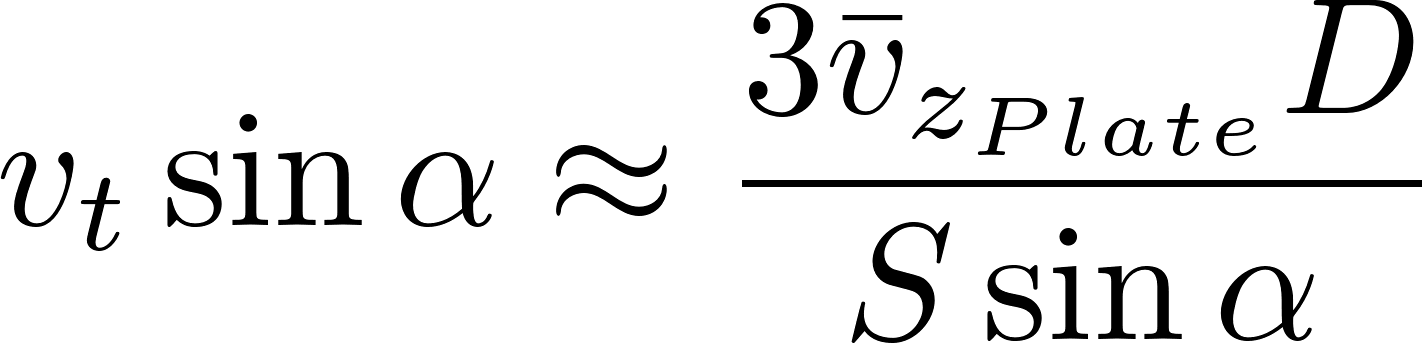 v_t \sin \alpha \approx \frac{3 \bar{v}_{z_{Plate}} D}{S \sin \alpha}